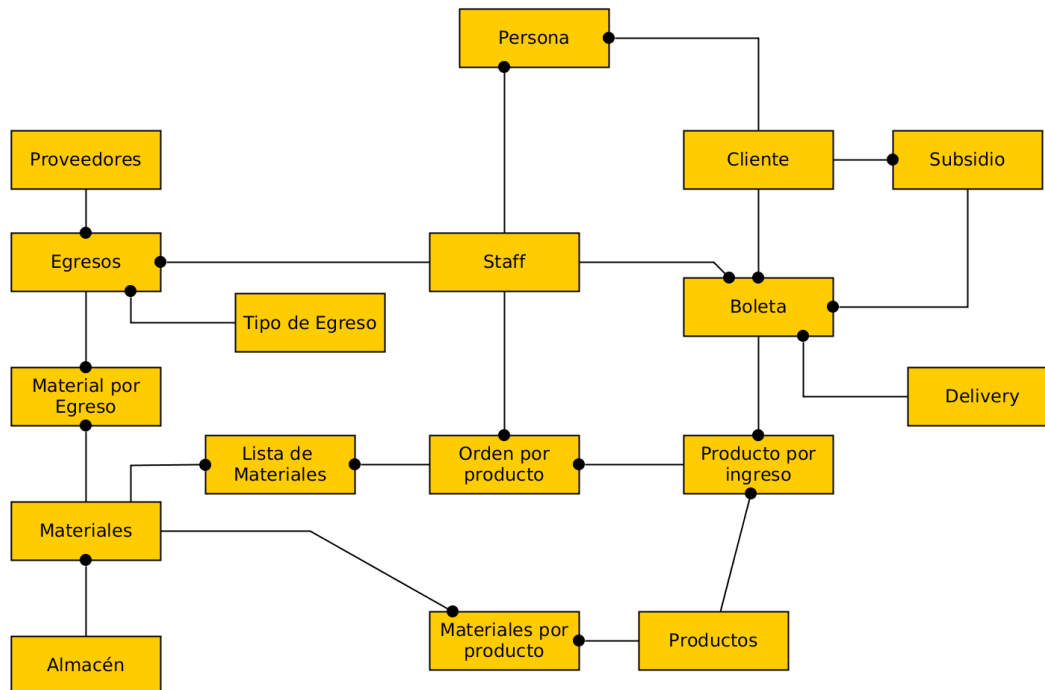 Persona
Proveedores
Cliente
Subsidio
Egresos
Staff
Boleta
Tipo de Egreso
Material por
Egreso
Delivery
Lista de
Materiales
Orden por
producto
Producto por
ingreso
Materiales
Almacén
Materiales por
producto
Productos